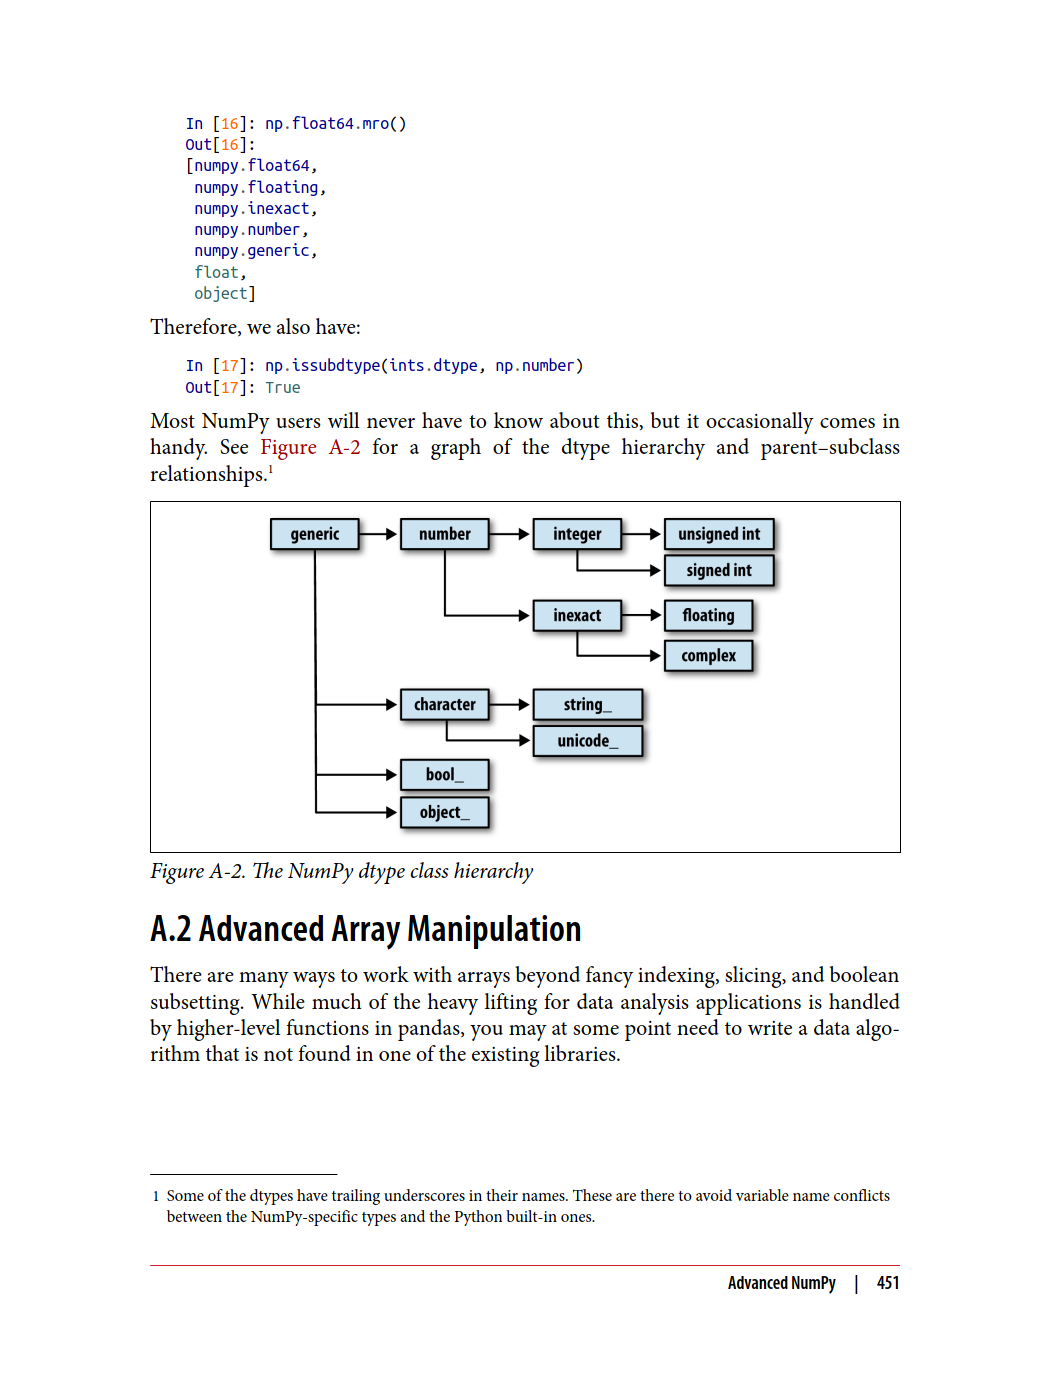 In [16]: np.float64.mro()
Out[16]:
[numpy.float64,
 numpy.floating,
 numpy.inexact,
 numpy.number,
 numpy.generic,
 float,
 object]
Therefore, we also have:
In [17]: np.issubdtype(ints.dtype, np.number)
Out[17]: True
Most NumPy users will never have to know about this, but it occasionally comes in
handy. See Figure A-2 for a graph of the dtype hierarchy and parent–subclass
relationships.¹
generic number integer unsigned int
signed int
inexact floating
complex
character string_
unicode_
bool_
object_
Figure A-2. The NumPy dtype class hierarchy
A.2 Advanced Array Manipulation
There are many ways to work with arrays beyond fancy indexing, slicing, and boolean
subsetting. While much of the heavy lifting for data analysis applications is handled
by higher-level functions in pandas, you may at some point need to write a data algo-
rithm that is not found in one of the existing libraries.
1 Some of the dtypes have trailing underscores in their names. These are there to avoid variable name conflicts
between the NumPy-specific types and the Python built-in ones.
Advanced NumPy | 451